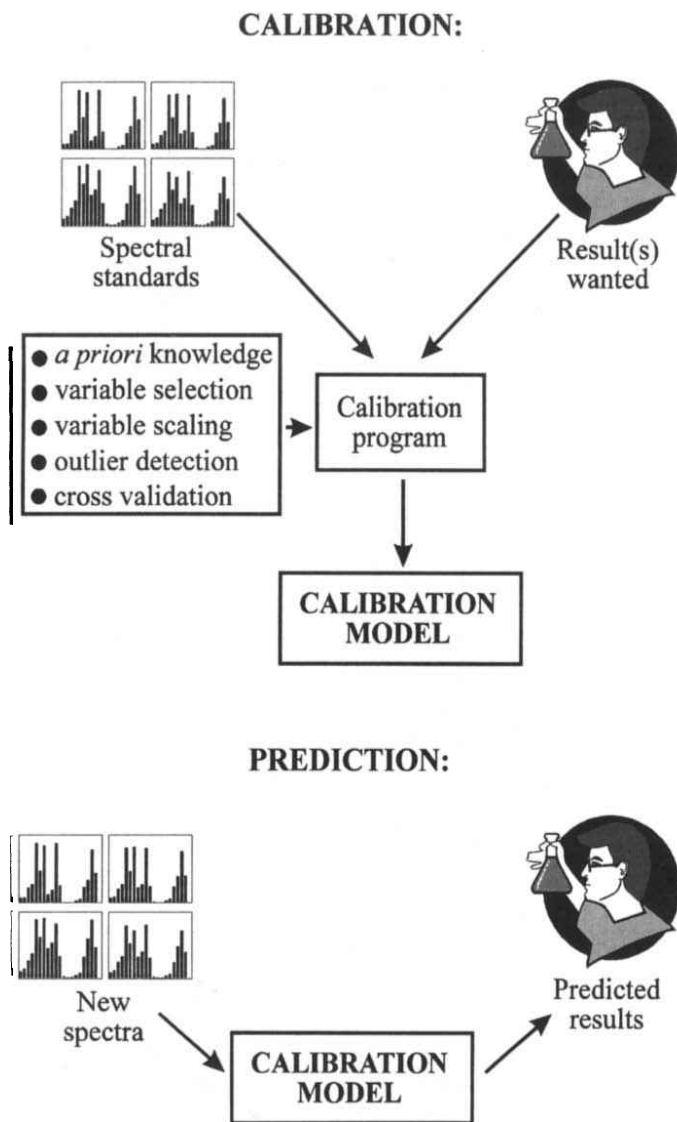 CALIBRATION:
Spectral
standards
Result(s)
wanted
● a priori knowledge
● variable selection
● variable scaling
● outlier detection
● cross validation
Calibration
program
CALIBRATION
MODEL
PREDICTION:
New
spectra
Predicted
results
CALIBRATION
MODEL